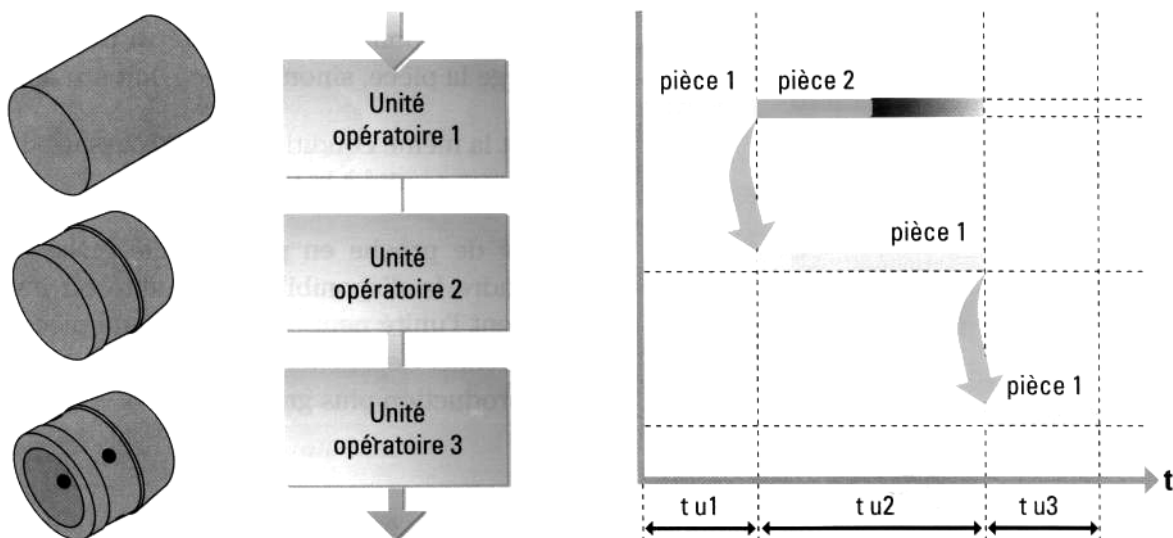 Unité
opératoire 1
Unité
opératoire 2
Unité
opératoire 3
pièce 1
pièce 2
pièce 1
pièce 1
t
t u1
t u2
t u3